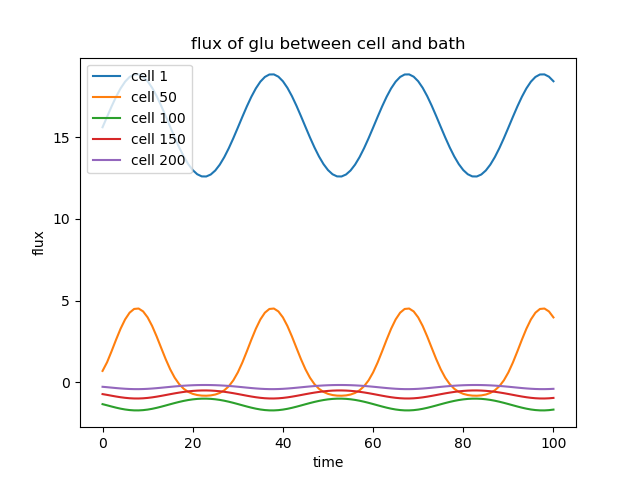 flux of glu between cell and bath
cell 1
cell 50
cell 100
cell 150
cell 200
15
10
5
0
flux
0
20
40
60
80
100
time